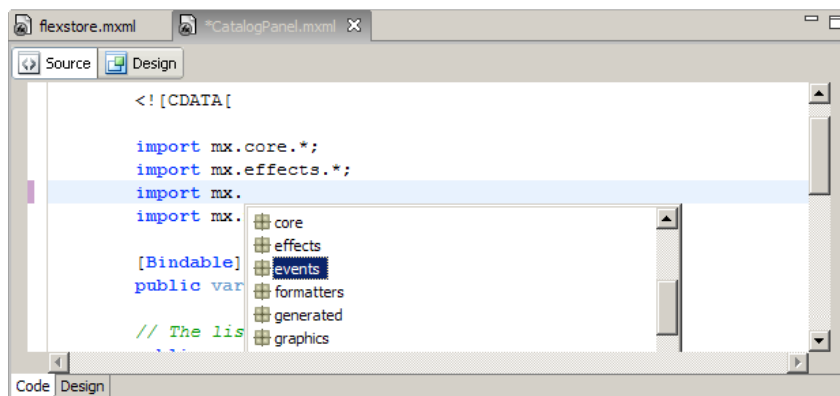 flexstore.mxml
*CatalogPanel.mxml
Source
Design
<![CDATA[
import mx.core.*;
import mx.effects.*;
import mx.
import mx.
core
effects
[Bindable]
events
public var
formatters
generated
// The lis
graphics
Code
Design